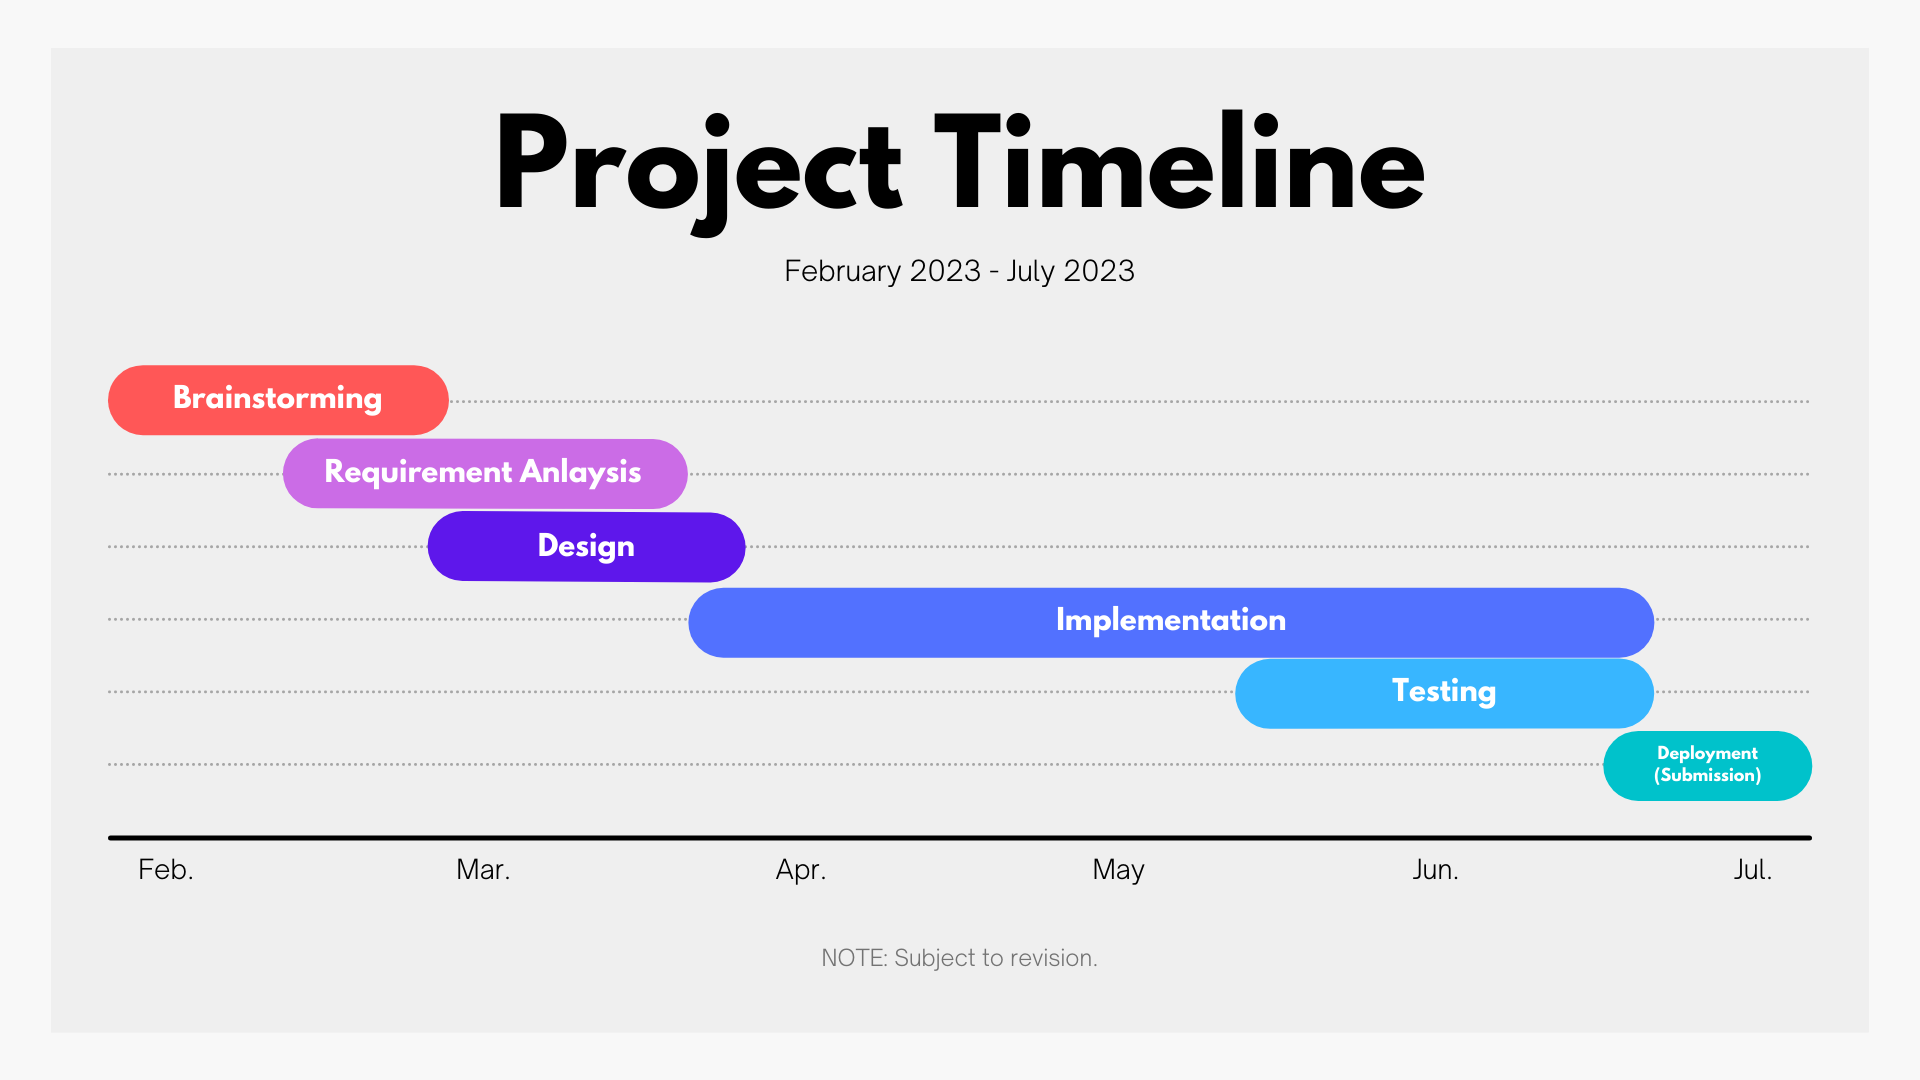 Project Timeline
February 2023 - July 2023
Brainstorming
Requirement Anlaysis
Design
Implementation
Testing
Deployment
(Submission)
Feb. Mar. Apr. May Jun. Jul.
NOTE: Subject to revision.